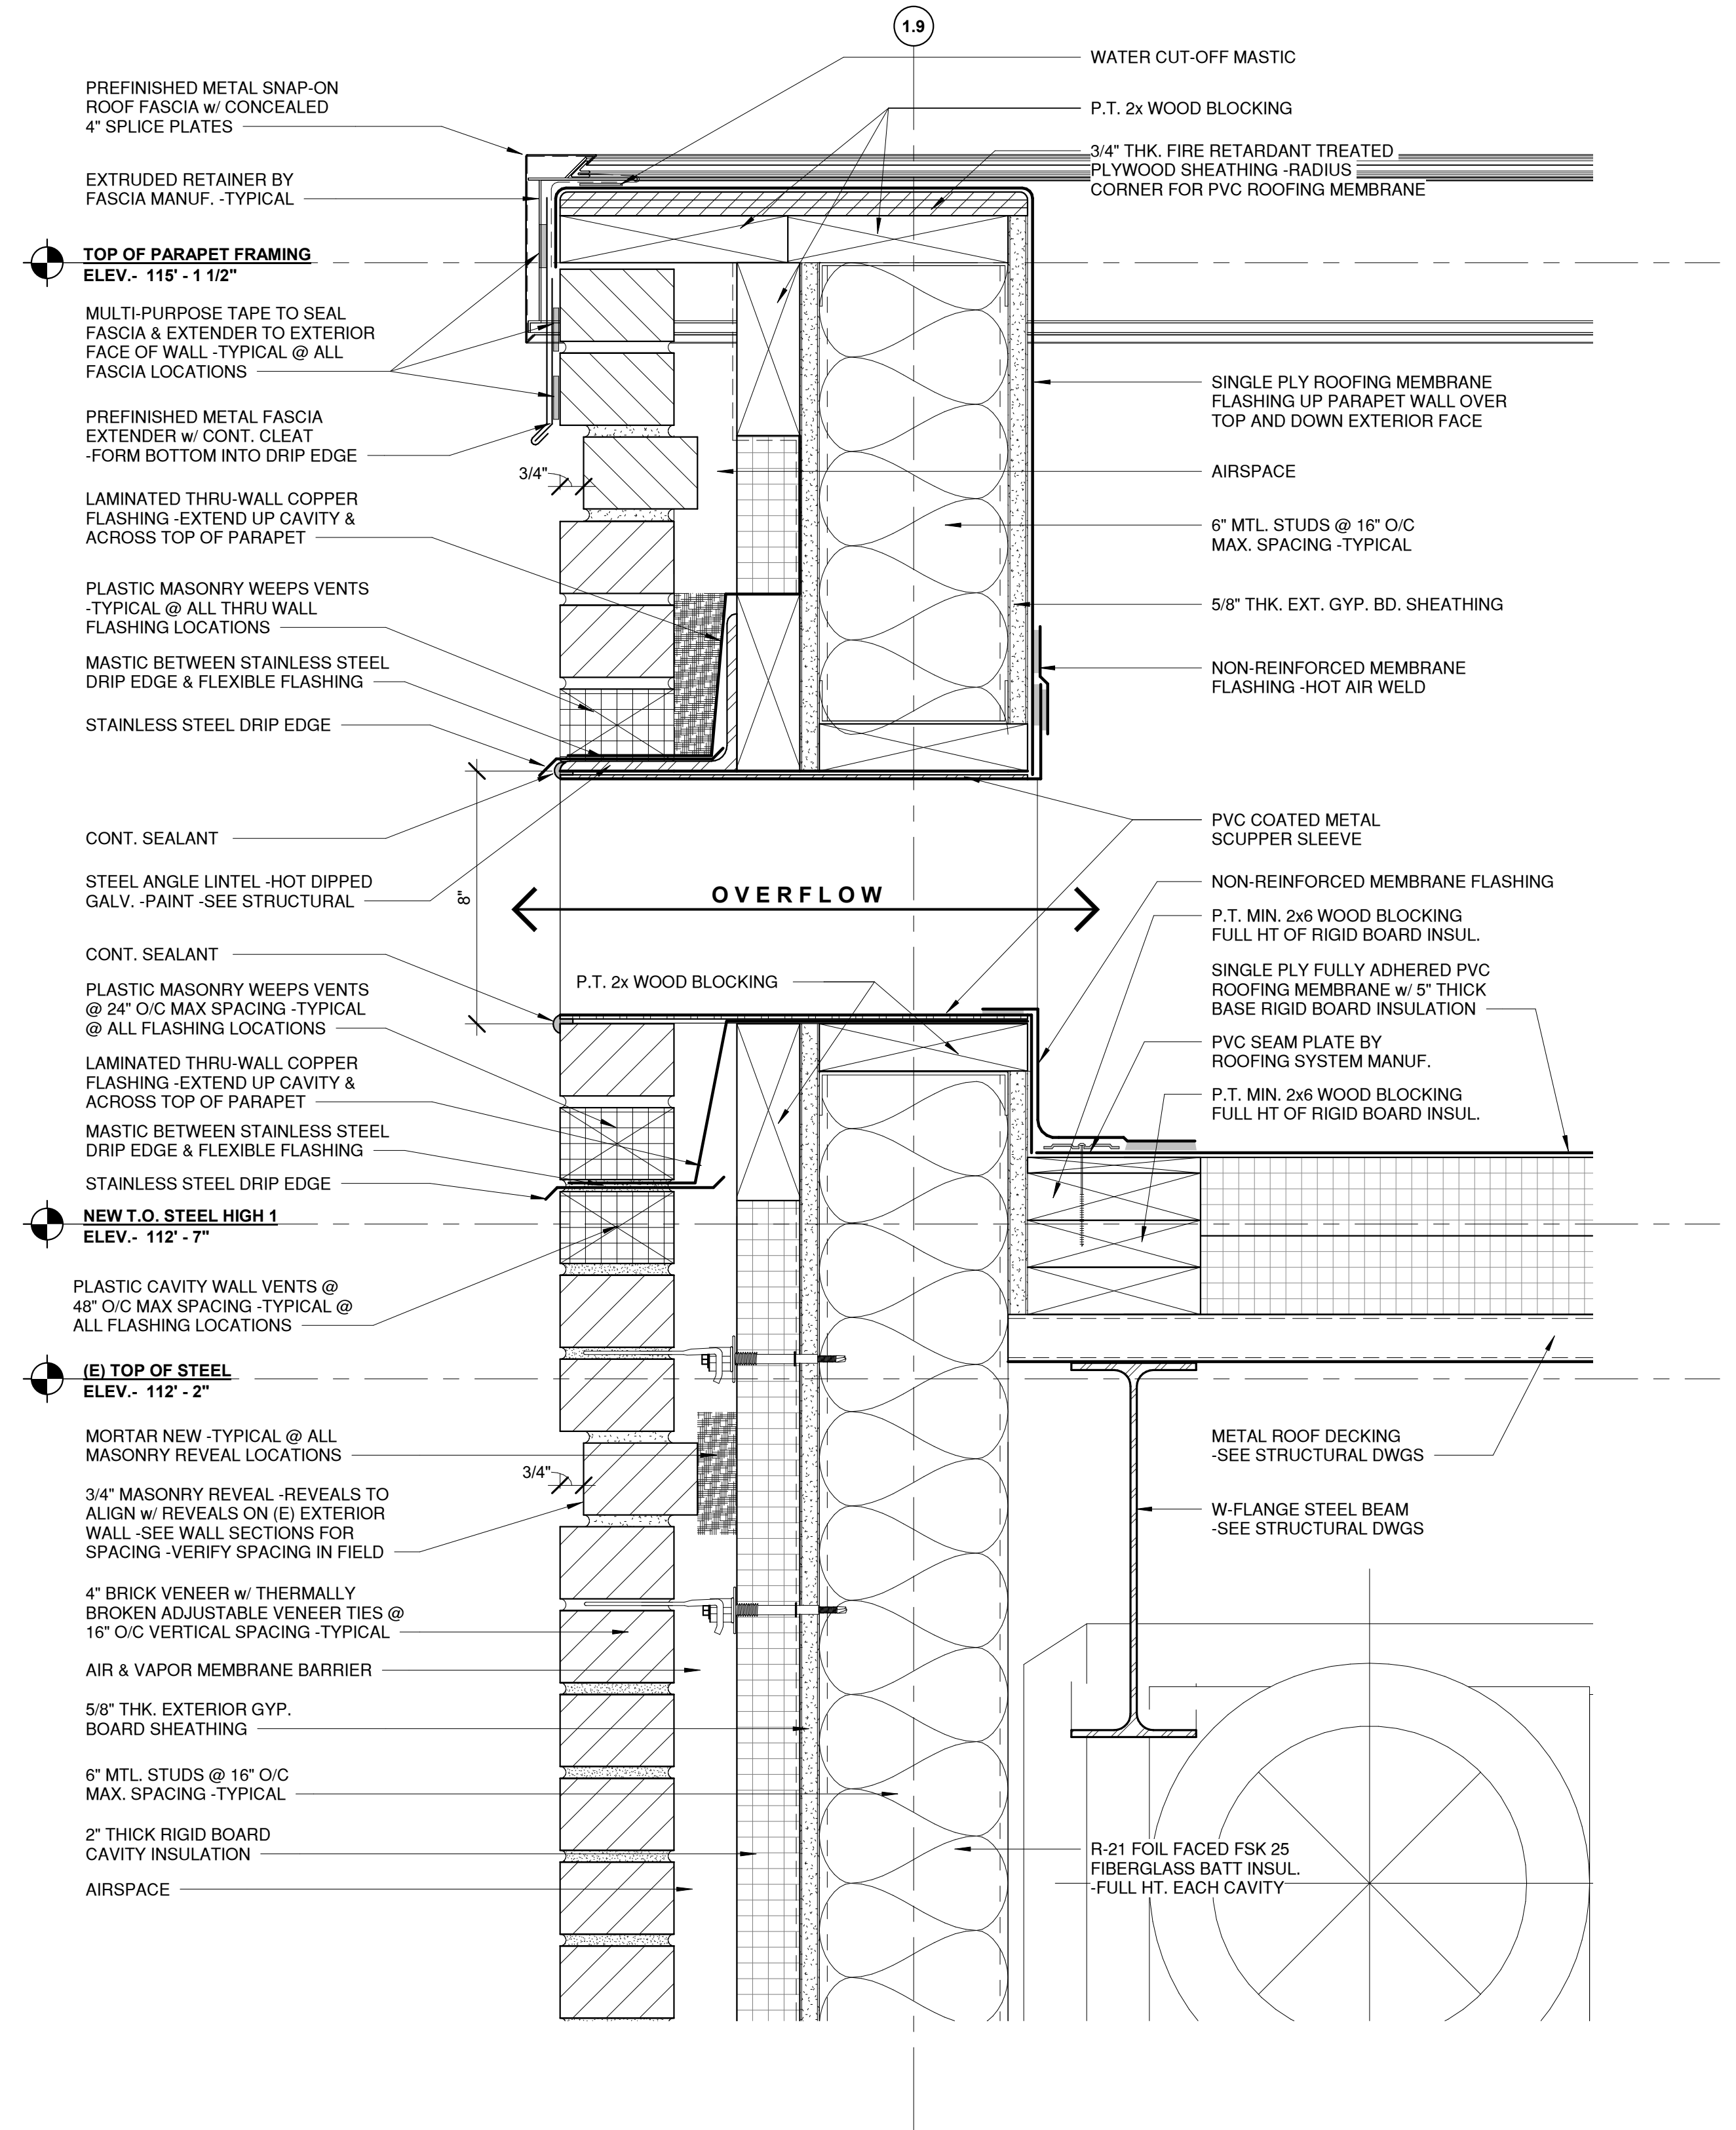 1.9
WATER CUT-OFF MASTIC
P.T. 2x WOOD BLOCKING
3/4" THK. FIRE RETARDANT TREATED
PLYWOOD SHEATHING -RADIUS
CORNER FOR PVC ROOFING MEMBRANE
PREFINISHED METAL SNAP-ON
ROOF FASCIA w/ CONCEALED
4" SPLICE PLATES
EXTRUDED RETAINER BY
FASCIA MANUF. -TYPICAL
TOP OF PARAPET FRAMING
ELEV.- 115' - 1 1/2"
MULTI-PURPOSE TAPE TO SEAL
FASCIA & EXTENDER TO EXTERIOR
FACE OF WALL -TYPICAL @ ALL
FASCIA LOCATIONS
PREFINISHED METAL FASCIA
EXTENDER w/ CONT. CLEAT
-FORM BOTTOM INTO DRIP EDGE
3/4"
LAMINATED THRU-WALL COPPER
FLASHING -EXTEND UP CAVITY &
ACROSS TOP OF PARAPET
PLASTIC MASONRY WEEPS VENTS
-TYPICAL @ ALL THRU WALL
FLASHING LOCATIONS
MASTIC BETWEEN STAINLESS STEEL
DRIP EDGE & FLEXIBLE FLASHING
STAINLESS STEEL DRIP EDGE
CONT. SEALANT
STEEL ANGLE LINTEL -HOT DIPPED
GALV. -PAINT -SEE STRUCTURAL
8"
OVERFLOW
CONT. SEALANT
P.T. 2x WOOD BLOCKING
PLASTIC MASONRY WEEPS VENTS
@ 24" O/C MAX SPACING -TYPICAL
@ ALL FLASHING LOCATIONS
LAMINATED THRU-WALL COPPER
FLASHING -EXTEND UP CAVITY &
ACROSS TOP OF PARAPET
MASTIC BETWEEN STAINLESS STEEL
DRIP EDGE & FLEXIBLE FLASHING
STAINLESS STEEL DRIP EDGE
NEW T.O. STEEL HIGH 1
ELEV.- 112' - 7"
PLASTIC CAVITY WALL VENTS @
48" O/C MAX SPACING -TYPICAL @
ALL FLASHING LOCATIONS
(E) TOP OF STEEL
ELEV.- 112' - 2"
MORTAR NEW -TYPICAL @ ALL
MASONRY REVEAL LOCATIONS
3/4"
3/4" MASONRY REVEAL -REVEALS TO
ALIGN w/ REVEALS ON (E) EXTERIOR
WALL -SEE WALL SECTIONS FOR
SPACING -VERIFY SPACING IN FIELD
4" BRICK VENEER w/ THERMALLY
BROKEN ADJUSTABLE VENEER TIES @
16" O/C VERTICAL SPACING -TYPICAL
AIR & VAPOR MEMBRANE BARRIER
5/8" THK. EXTERIOR GYP.
BOARD SHEATHING
6" MTL. STUDS @ 16" O/C
MAX. SPACING -TYPICAL
2" THICK RIGID BOARD
CAVITY INSULATION
AIRSPACE
SINGLE PLY ROOFING MEMBRANE
FLASHING UP PARAPET WALL OVER
TOP AND DOWN EXTERIOR FACE
AIRSPACE
6" MTL. STUDS @ 16" O/C
MAX. SPACING -TYPICAL
5/8" THK. EXT. GYP. BD. SHEATHING
NON-REINFORCED MEMBRANE
FLASHING -HOT AIR WELD
PVC COATED METAL
SCUPPER SLEEVE
NON-REINFORCED MEMBRANE FLASHING
P.T. MIN. 2x6 WOOD BLOCKING
FULL HT OF RIGID BOARD INSUL.
SINGLE PLY FULLY ADHERED PVC
ROOFING MEMBRANE w/ 5" THICK
BASE RIGID BOARD INSULATION
PVC SEAM PLATE BY
ROOFING SYSTEM MANUF.
P.T. MIN. 2x6 WOOD BLOCKING
FULL HT OF RIGID BOARD INSUL.
METAL ROOF DECKING
-SEE STRUCTURAL DWGS
W-FLANGE STEEL BEAM
-SEE STRUCTURAL DWGS
R-21 FOIL FACED FSK 25
FIBERGLASS BATT INSUL.
-FULL HT. EACH CAVITY